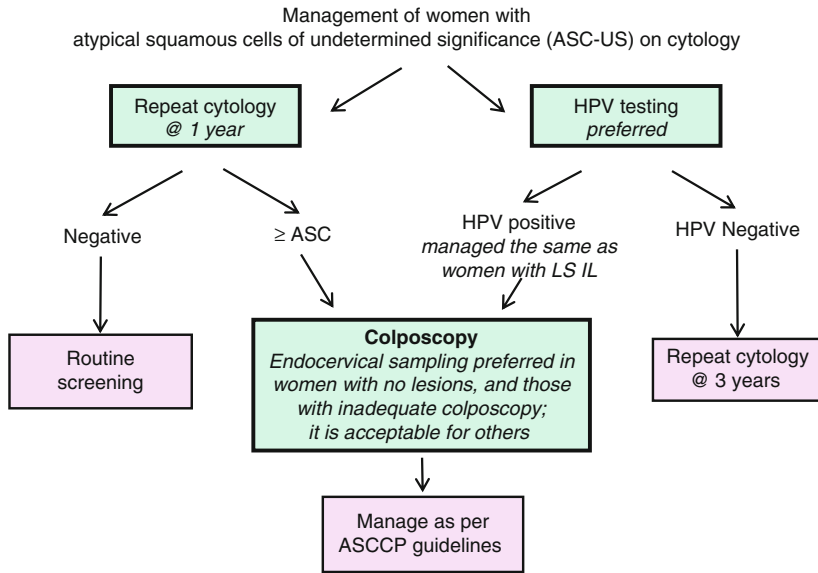 Management of women with
atypical squamous cells of undetermined significance (ASC-US) on cytology
Repeat cytology
@ 1 year
HPV testing
preferred
Negative
≥ ASC
HPV positive
managed the same as
women with LS IL
HPV Negative
Routine
screening
Colposcopy
Endocervical sampling preferred in
women with no lesions, and those
with inadequate colposcopy;
it is acceptable for others
Repeat cytology
@ 3 years
Manage as per
ASCCP guidelines